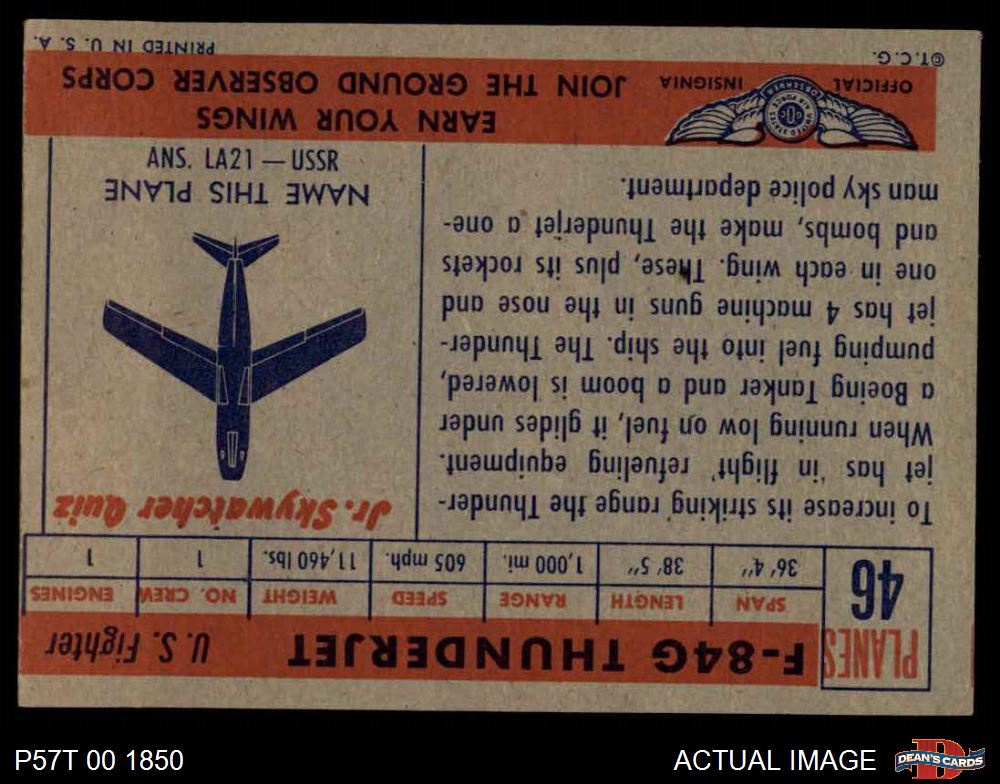 PLANES
46
F-84G THUNDERJET
U. S. Fighter
SPAN LENGTH RANGE SPEED WEIGHT NO. CREW ENGINES
36' 4" 38' 5" 1,000 mi. 605 mph. 11,460 lbs. 1 1
To increase its striking range the Thunder-
jet has 'in flight' refueling equipment.
When running low on fuel, it glides under
a Boeing Tanker and a boom is lowered,
pumping fuel into the ship. The Thunder-
jet has 4 machine guns in the nose and
one in each wing. These, plus its rockets
and bombs, make the Thunderjet a one-
man sky police department.
Jr. Skywatcher Quiz
NAME THIS PLANE
ANS. LA21 — USSR
OFFICIAL INSIGNIA
UNITED STATES
AIR FORCE
GOC
OBSERVER
EARN YOUR WINGS
JOIN THE GROUND OBSERVER CORPS
©T.C.G.
PRINTED IN U. S. A.
P57T 00 1850
ACTUAL IMAGE
DEAN'S CARDS